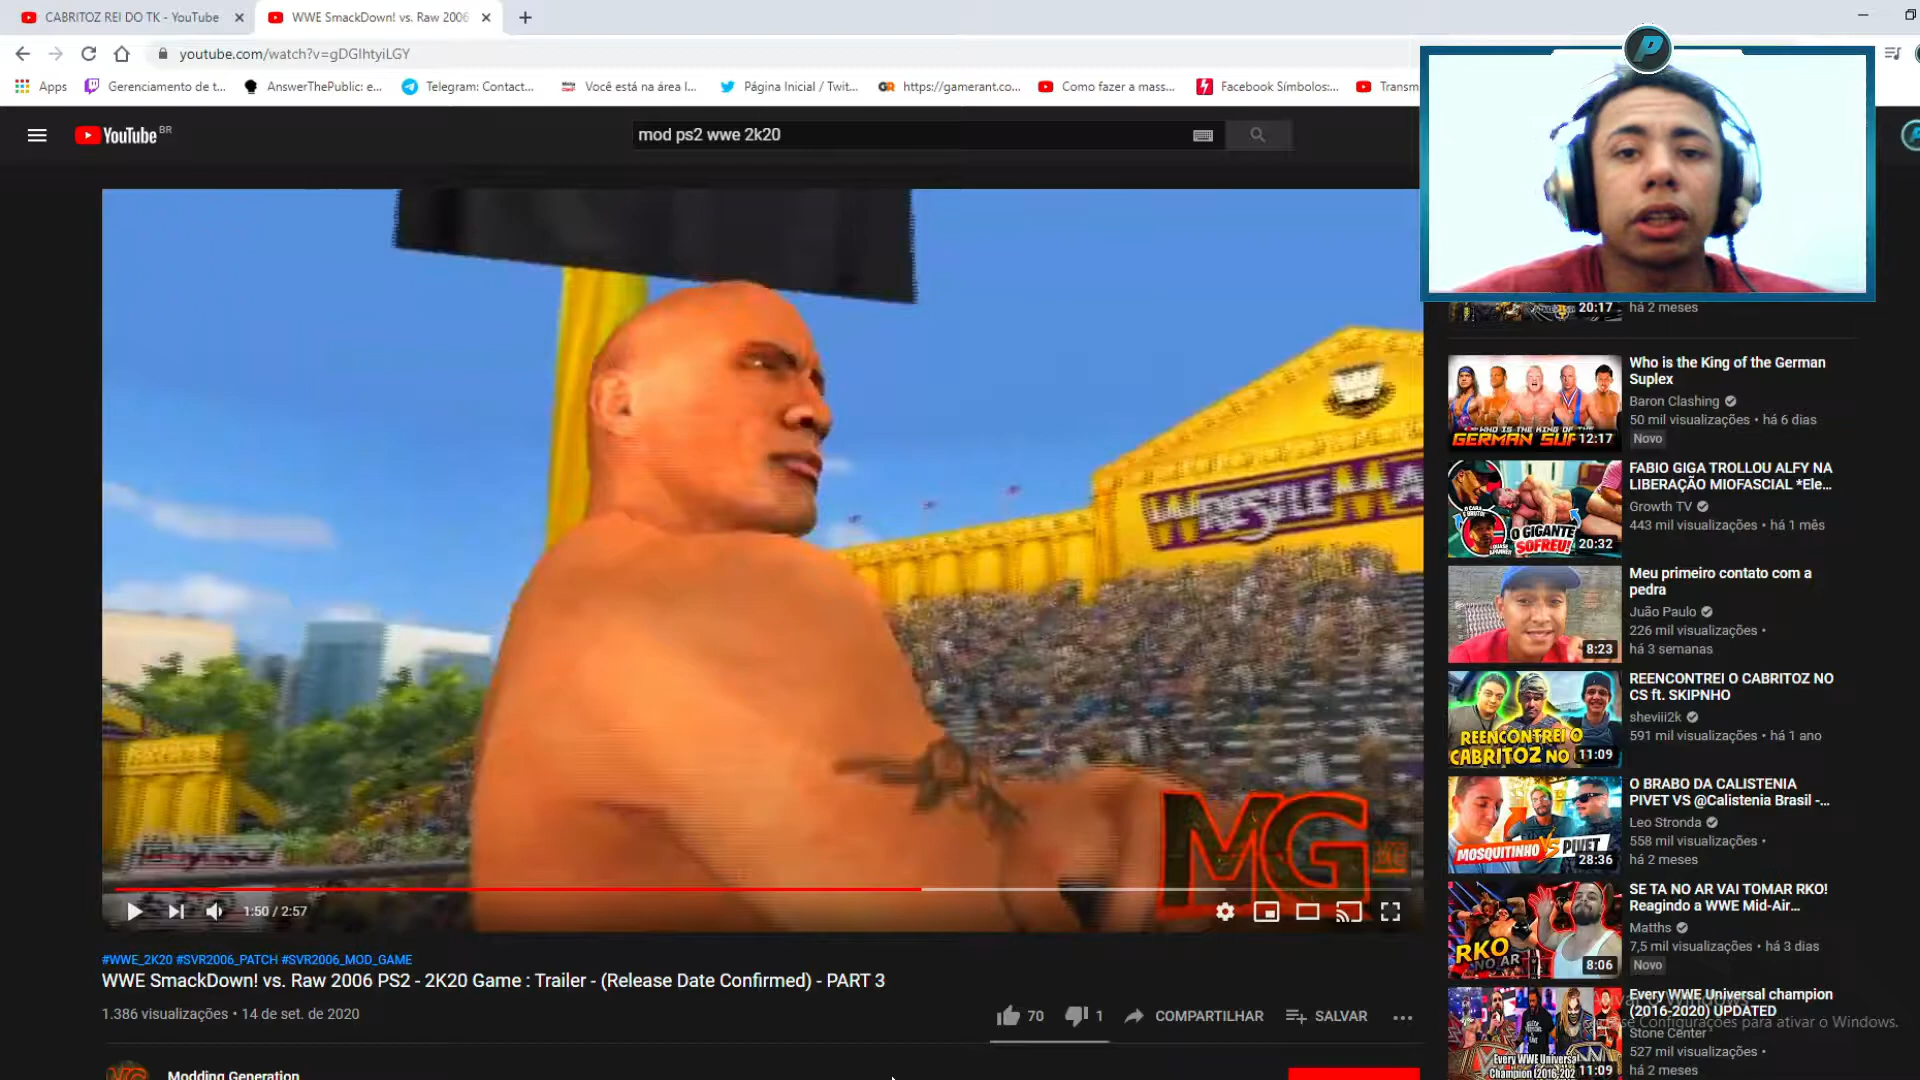 CABRITOZ REI DO TK - YouTube
WWE SmackDown! vs. Raw 2006
youtube.com/watch?v=gDGIhtyiLGY
Apps
Gerenciamento de t...
AnswerThePublic: e...
Telegram: Contact...
Você está na área l...
Página Inicial / Twit...
https://gamerant.co...
Como fazer a mass...
Facebook Símbolos:...
Transm
P
YouTube BR
mod ps2 wwe 2k20
WRESTLEMA
MG
1:50 / 2:57
#WWE_2K20 #SVR2006_PATCH #SVR2006_MOD_GAME
WWE SmackDown! vs. Raw 2006 PS2 - 2K20 Game : Trailer - (Release Date Confirmed) - PART 3
1.386 visualizações • 14 de set. de 2020
70
1
COMPARTILHAR
SALVAR
Modding Generation
20:17
há 2 meses
GERMAN SUP
12:17
Who is the King of the German
Suplex
Baron Clashing
50 mil visualizações • há 6 dias
Novo
O GIGANTE
SOFREU!
20:32
FABIO GIGA TROLLOU ALFY NA
LIBERAÇÃO MIOFASCIAL *Ele...
Growth TV
443 mil visualizações • há 1 mês
8:23
Meu primeiro contato com a
pedra
Juão Paulo
226 mil visualizações •
há 3 semanas
REENCONTREI O
CABRITOZ NO
11:09
REENCONTREI O CABRITOZ NO
CS ft. SKIPNHO
sheviii2k
591 mil visualizações • há 1 ano
MOSQUITINHO VS PIVET
28:36
O BRABO DA CALISTENIA
PIVET VS @Calistenia Brasil -...
Leo Stronda
558 mil visualizações •
há 2 meses
RKO
NO AR
8:06
SE TA NO AR VAI TOMAR RKO!
Reagindo a WWE Mid-Air...
Matths
7,5 mil visualizações • há 3 dias
Novo
Every WWE Universal
Champion (2016-202
11:09
Every WWE Universal champion
(2016-2020) UPDATED
Stone Center
527 mil visualizações •
há 2 meses
Configurações para ativar o Windows.